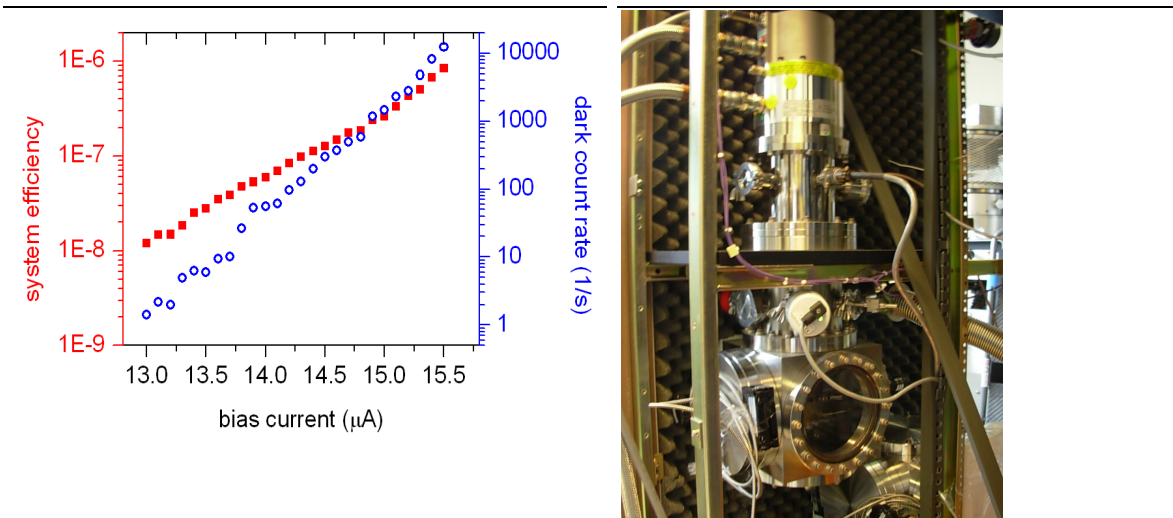 1E-6
1E-7
1E-8
1E-9
system efficiency
10000
1000
100
10
1
dark count rate (1/s)
13.0 13.5 14.0 14.5 15.0 15.5
bias current (μA)